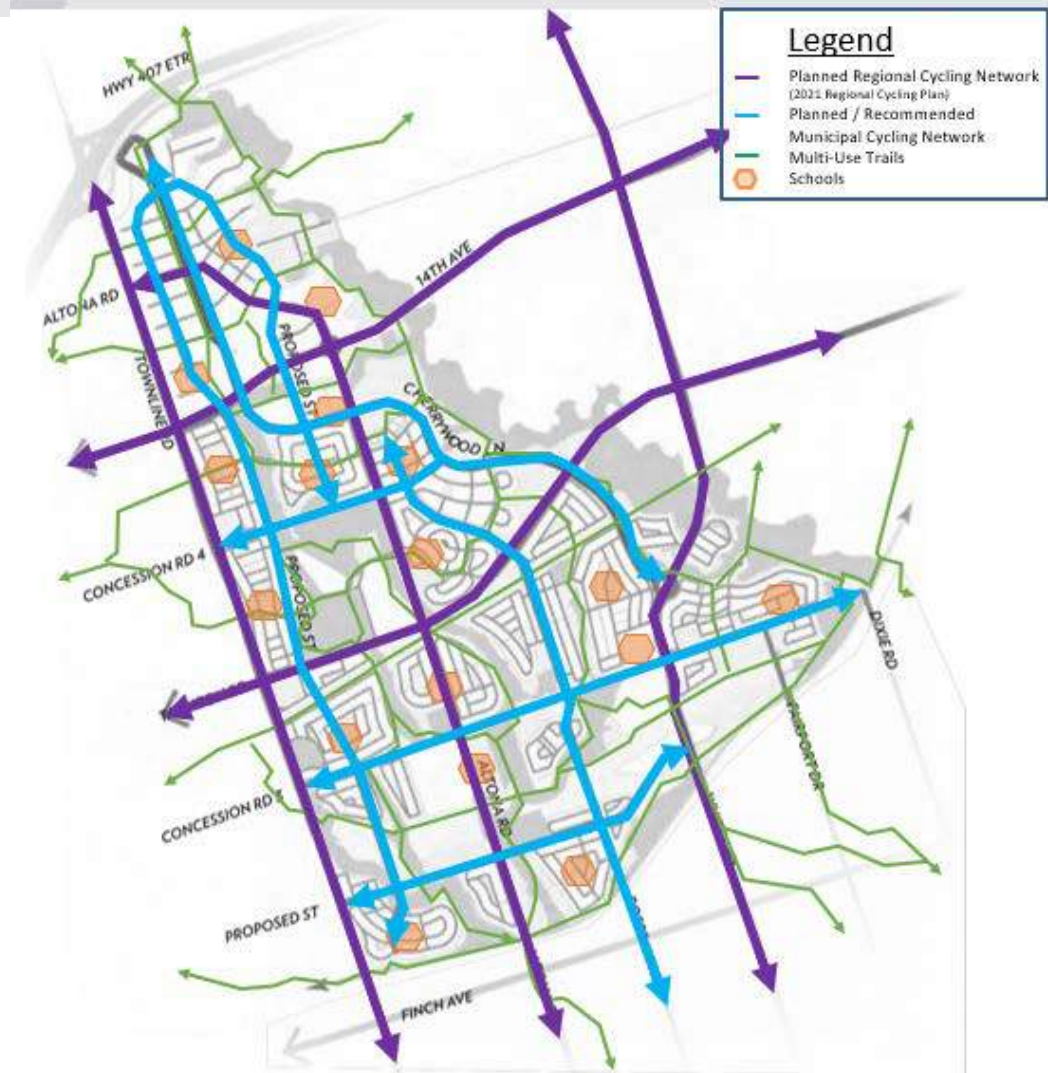 Legend
Planned Regional Cycling Network
(2021 Regional Cycling Plan)
Planned / Recommended
Municipal Cycling Network
Multi-Use Trails
Schools
HWY 407 ETR
14TH AVE
ALTONA RD
TOWNLINE RD
PROPOSED ST
CHERRYWOOD
CONCESSION RD 4
PROPOSED ST
DIXIE RD
FAIRPORT DR
CONCESSION RD
ALTONA RD
PROPOSED ST
FINCH AVE